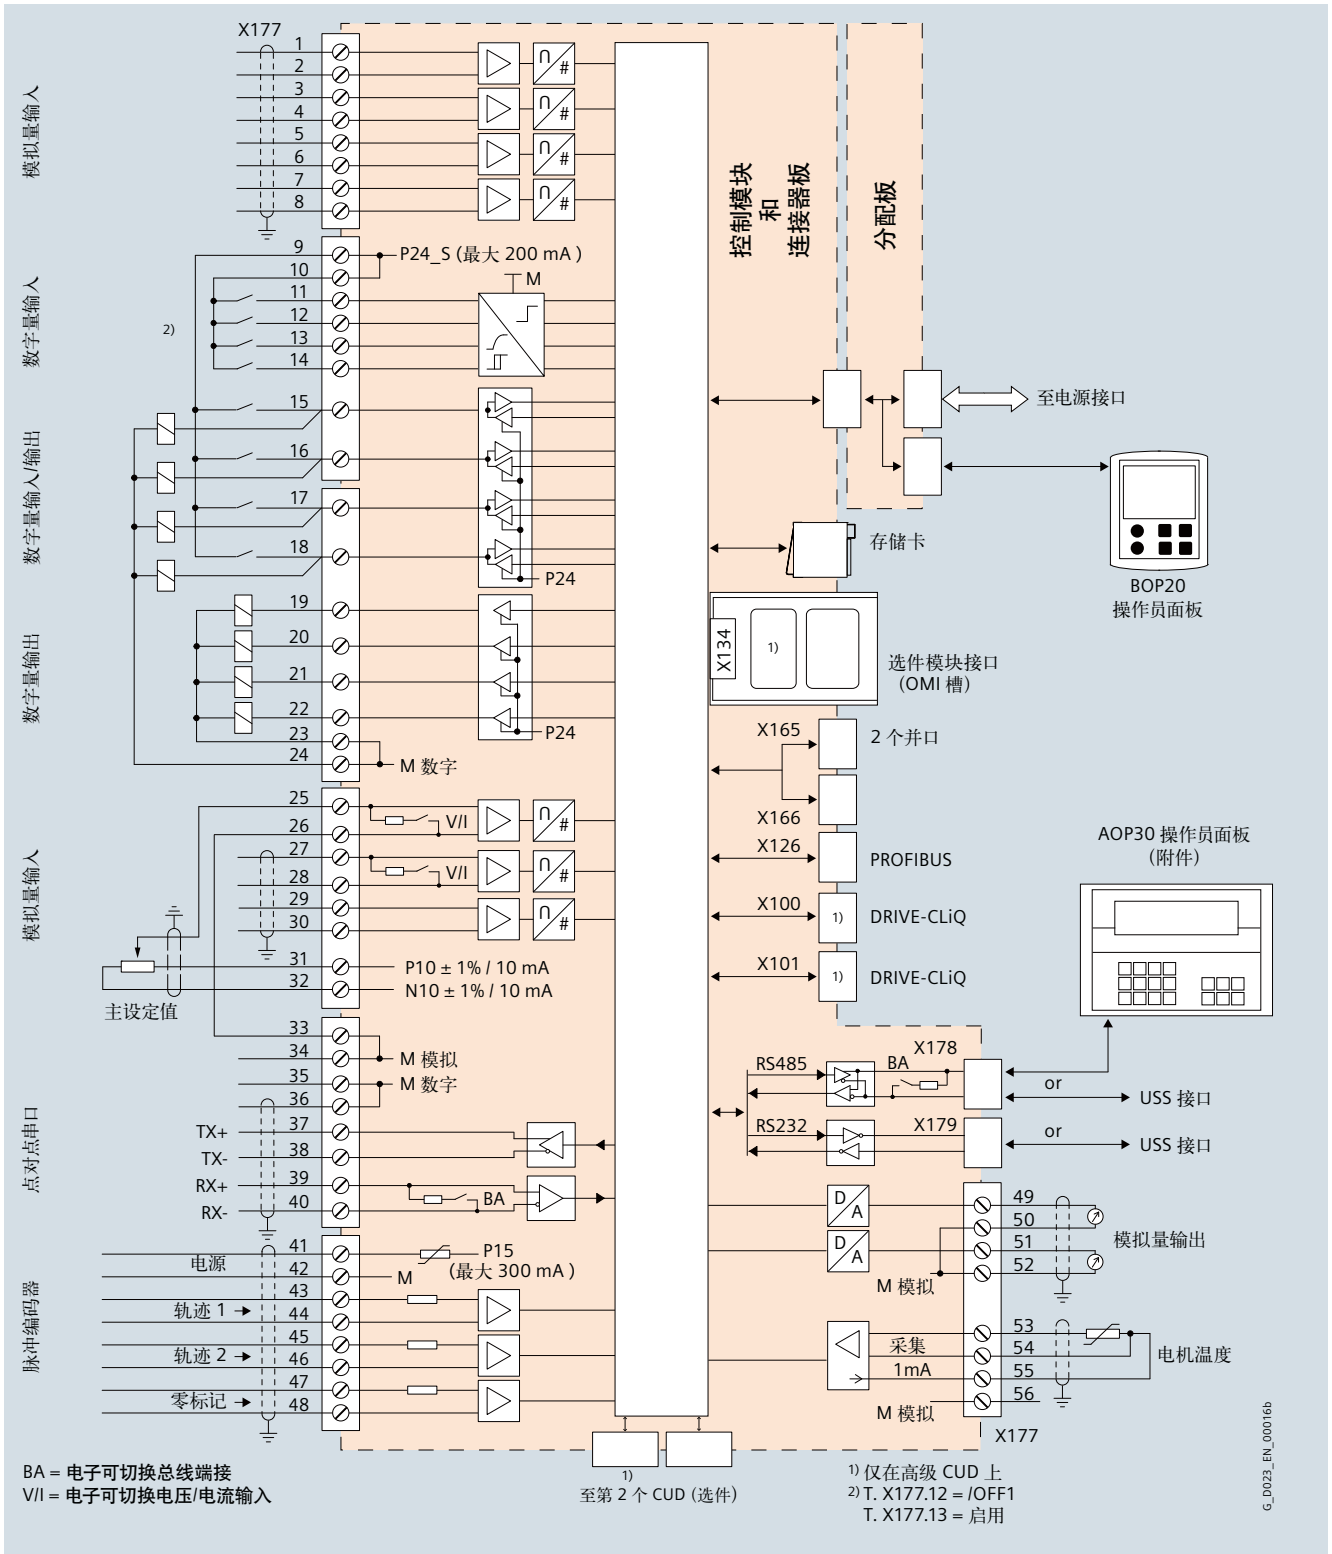 X177
模拟量输入
1
2
3
4
5
6
7
8
∩
#
∩
#
∩
#
∩
#
控制模块
和
连接器板
分配板
数字量输入
2)
9
10
11
12
13
14
P24_S (最大 200 mA )
M
数字量输入/输出
15
16
17
18
P24
至电源接口
存储卡
BOP20
操作员面板
数字量输出
19
20
21
22
23
24
P24
M 数字
X134
1)
选件模块接口
(OMI 槽)
X165
2 个并口
X166
X126
PROFIBUS
X100
1)
DRIVE-CLiQ
X101
1)
DRIVE-CLiQ
模拟量输入
25
26
27
28
29
30
31
32
V/I
V/I
∩
#
∩
#
∩
#
P10 ± 1% / 10 mA
N10 ± 1% / 10 mA
主设定值
AOP30 操作员面板
(附件)
点对点串口
33
34
35
36
37
38
39
40
M 模拟
M 数字
TX+
TX-
RX+
RX-
BA
RS485
BA
X178
or
USS 接口
RS232
X179
or
USS 接口
脉冲编码器
41
42
43
44
45
46
47
48
电源
轨迹 1
轨迹 2
零标记
P15
(最大 300 mA )
M
D
A
D
A
49
50
51
52
M 模拟
模拟量输出
53
54
55
56
采集
1mA
M 模拟
电机温度
X177
1)
至第 2 个 CUD (选件)
BA = 电子可切换总线端接
V/I = 电子可切换电压/电流输入
1) 仅在高级 CUD 上
2) T. X177.12 = /OFF1
T. X177.13 = 启用
G_D023_EN_00016b